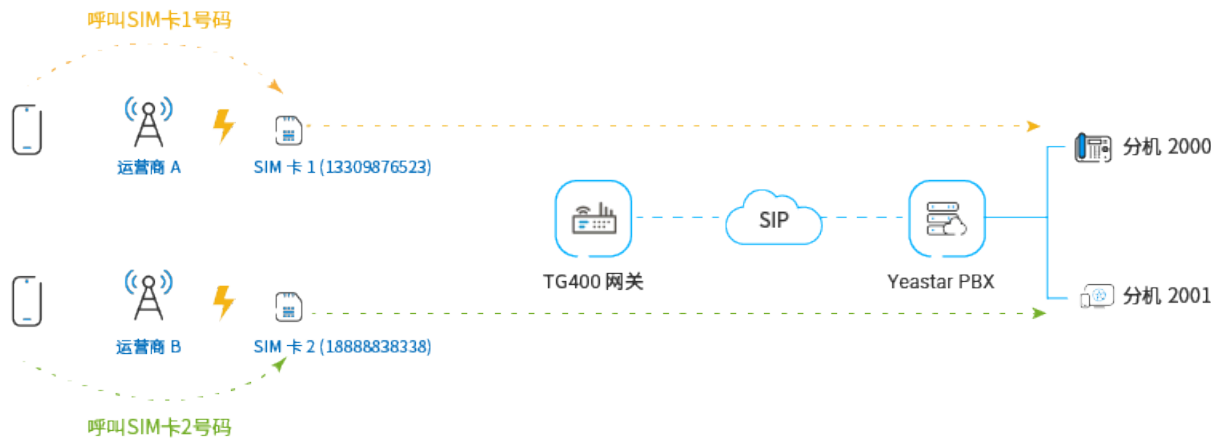 呼叫SIM卡1号码
运营商 A
SIM 卡 1 (13309876523)
分机 2000
SIP
TG400 网关
Yeastar PBX
分机 2001
运营商 B
SIM 卡 2 (18888838338)
呼叫SIM卡2号码